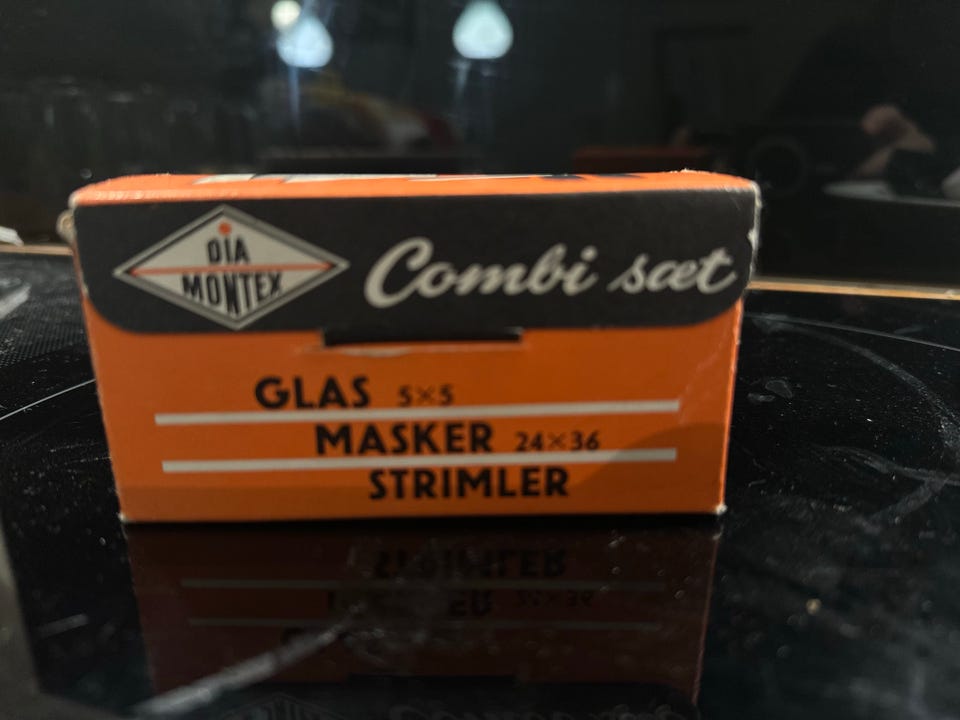 DIA
MONTEX
Combi sæt
GLAS 5×5
MASKER 24×36
STRIMLER